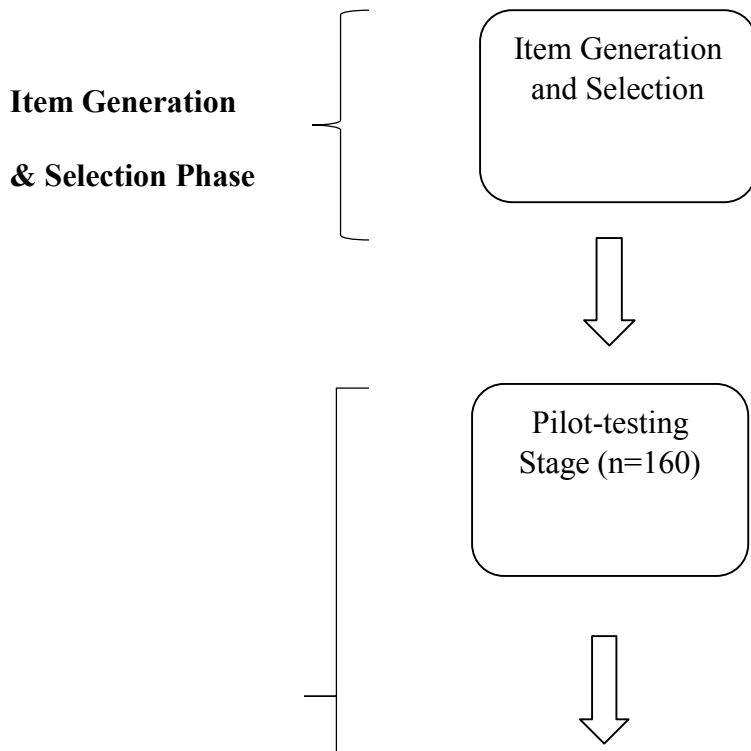 Item Generation
& Selection Phase
Item Generation
and Selection
Pilot-testing
Stage (n=160)